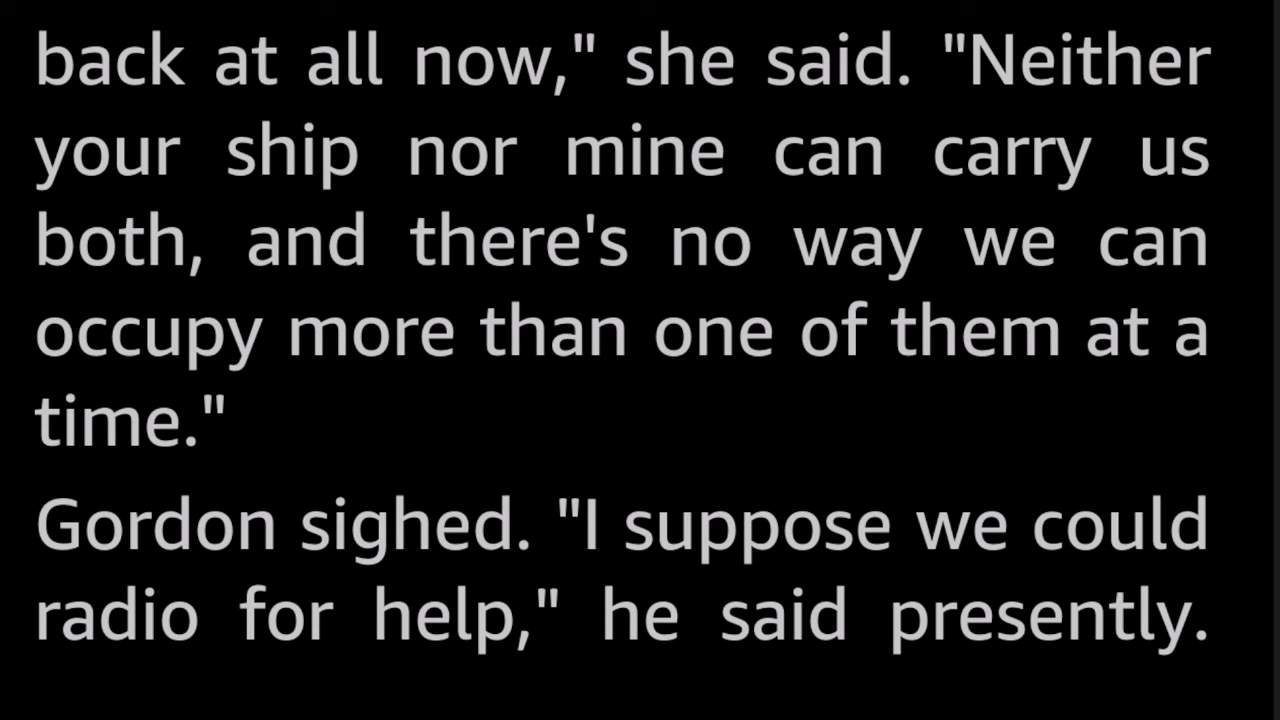 back at all now," she said. "Neither
your ship nor mine can carry us
both, and there's no way we can
occupy more than one of them at a
time."
Gordon sighed. "I suppose we could
radio for help," he said presently.